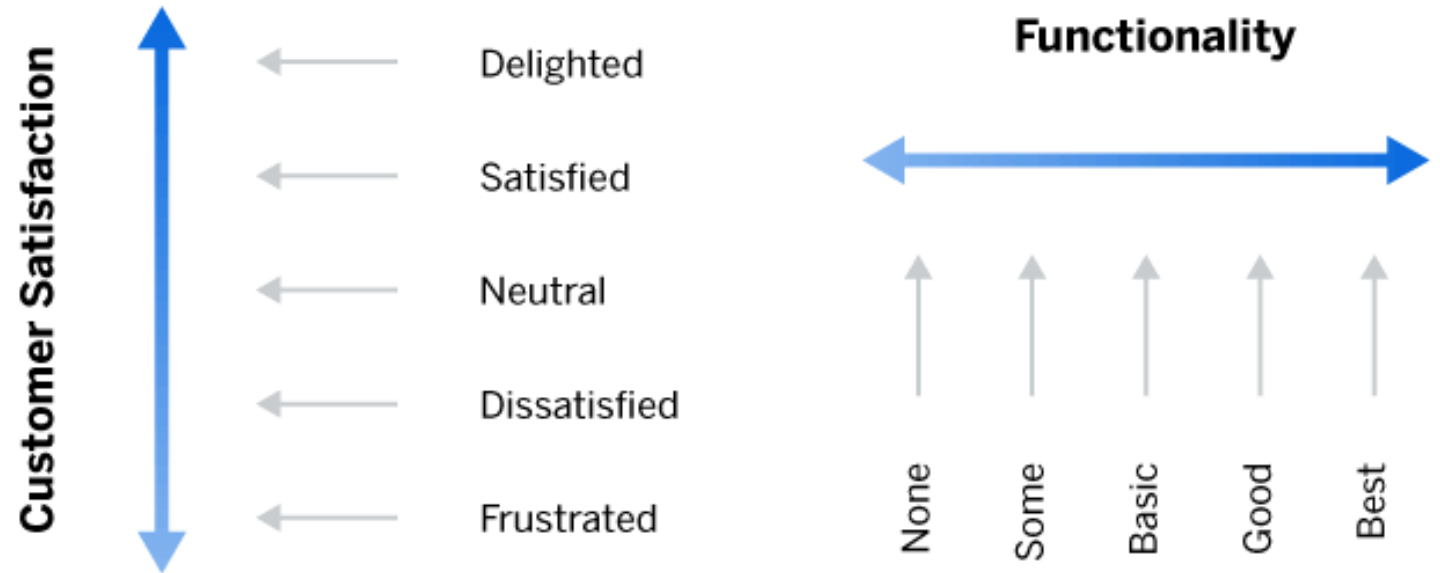 Customer Satisfaction
Delighted
Satisfied
Neutral
Dissatisfied
Frustrated
Functionality
None
Some
Basic
Good
Best